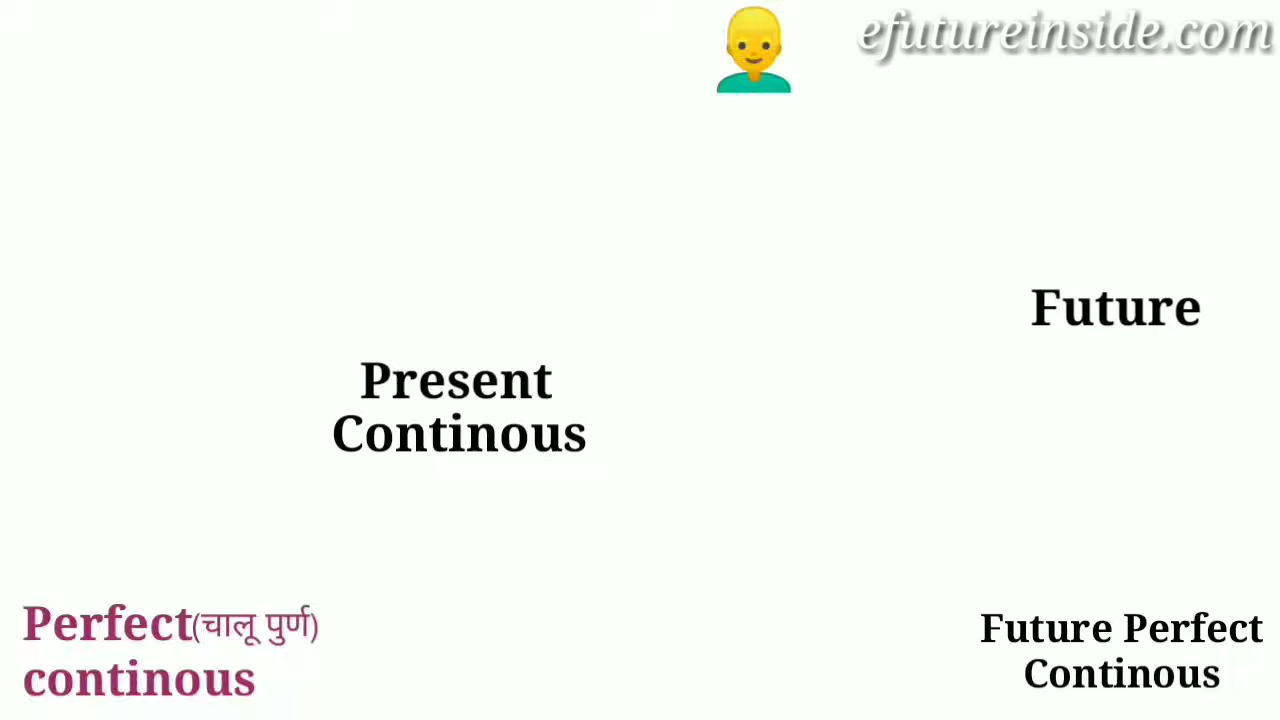 efutureinside.com
Future
Present
Continous
Perfect(चालू पुर्ण)
continous
Future Perfect
Continous